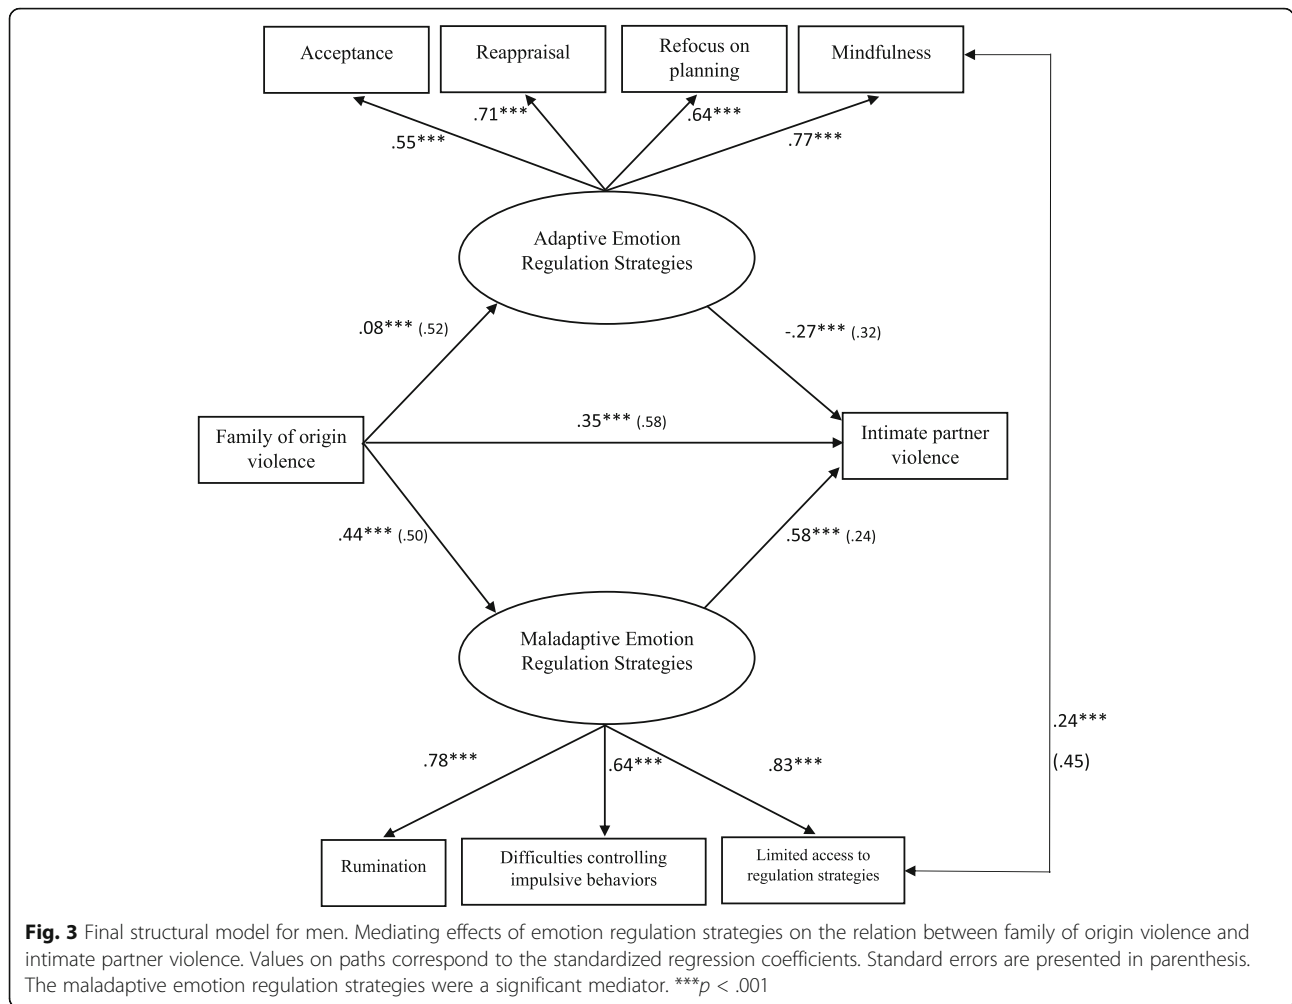 Acceptance
Reappraisal
Refocus on
planning
Mindfulness
.55***
.71***
.64***
.77***
Adaptive Emotion
Regulation Strategies
.08*** (.52)
-.27*** (.32)
.35*** (.58)
Family of origin
violence
Intimate partner
violence
.44*** (.50)
.58*** (.24)
Maladaptive Emotion
Regulation Strategies
.24***
(.45)
.78***
.64***
.83***
Rumination
Difficulties controlling
impulsive behaviors
Limited access to
regulation strategies
Fig. 3 Final structural model for men. Mediating effects of emotion regulation strategies on the relation between family of origin violence and
intimate partner violence. Values on paths correspond to the standardized regression coefficients. Standard errors are presented in parenthesis.
The maladaptive emotion regulation strategies were a significant mediator. ***p < .001